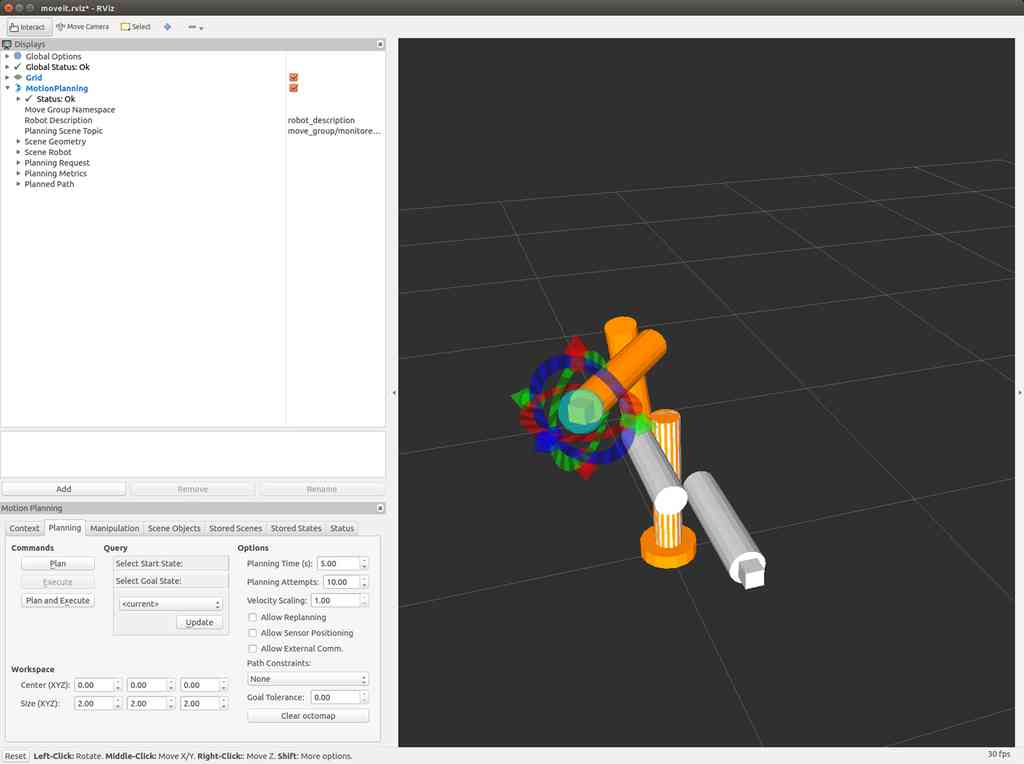 moveit.rviz* - RViz
Interact Move Camera Select
Displays
Global Options
Global Status: Ok
Grid
MotionPlanning
Status: Ok
Move Group Namespace
Robot Description robot_description
Planning Scene Topic move_group/monitore...
Scene Geometry
Scene Robot
Planning Request
Planning Metrics
Planned Path
Add Remove Rename
Motion Planning
Context Planning Manipulation Scene Objects Stored Scenes Stored States Status
Commands Query Options
Plan Select Start State: Planning Time (s): 5.00
Execute Select Goal State: Planning Attempts: 10.00
Plan and Execute <current> Velocity Scaling: 1.00
Update Allow Replanning
Allow Sensor Positioning
Allow External Comm.
Workspace Path Constraints:
Center (XYZ): 0.00 0.00 0.00 None
Size (XYZ): 2.00 2.00 2.00 Goal Tolerance: 0.00
Clear octomap
Reset Left-Click: Rotate. Middle-Click: Move X/Y. Right-Click:: Move Z. Shift: More options. 30 fps